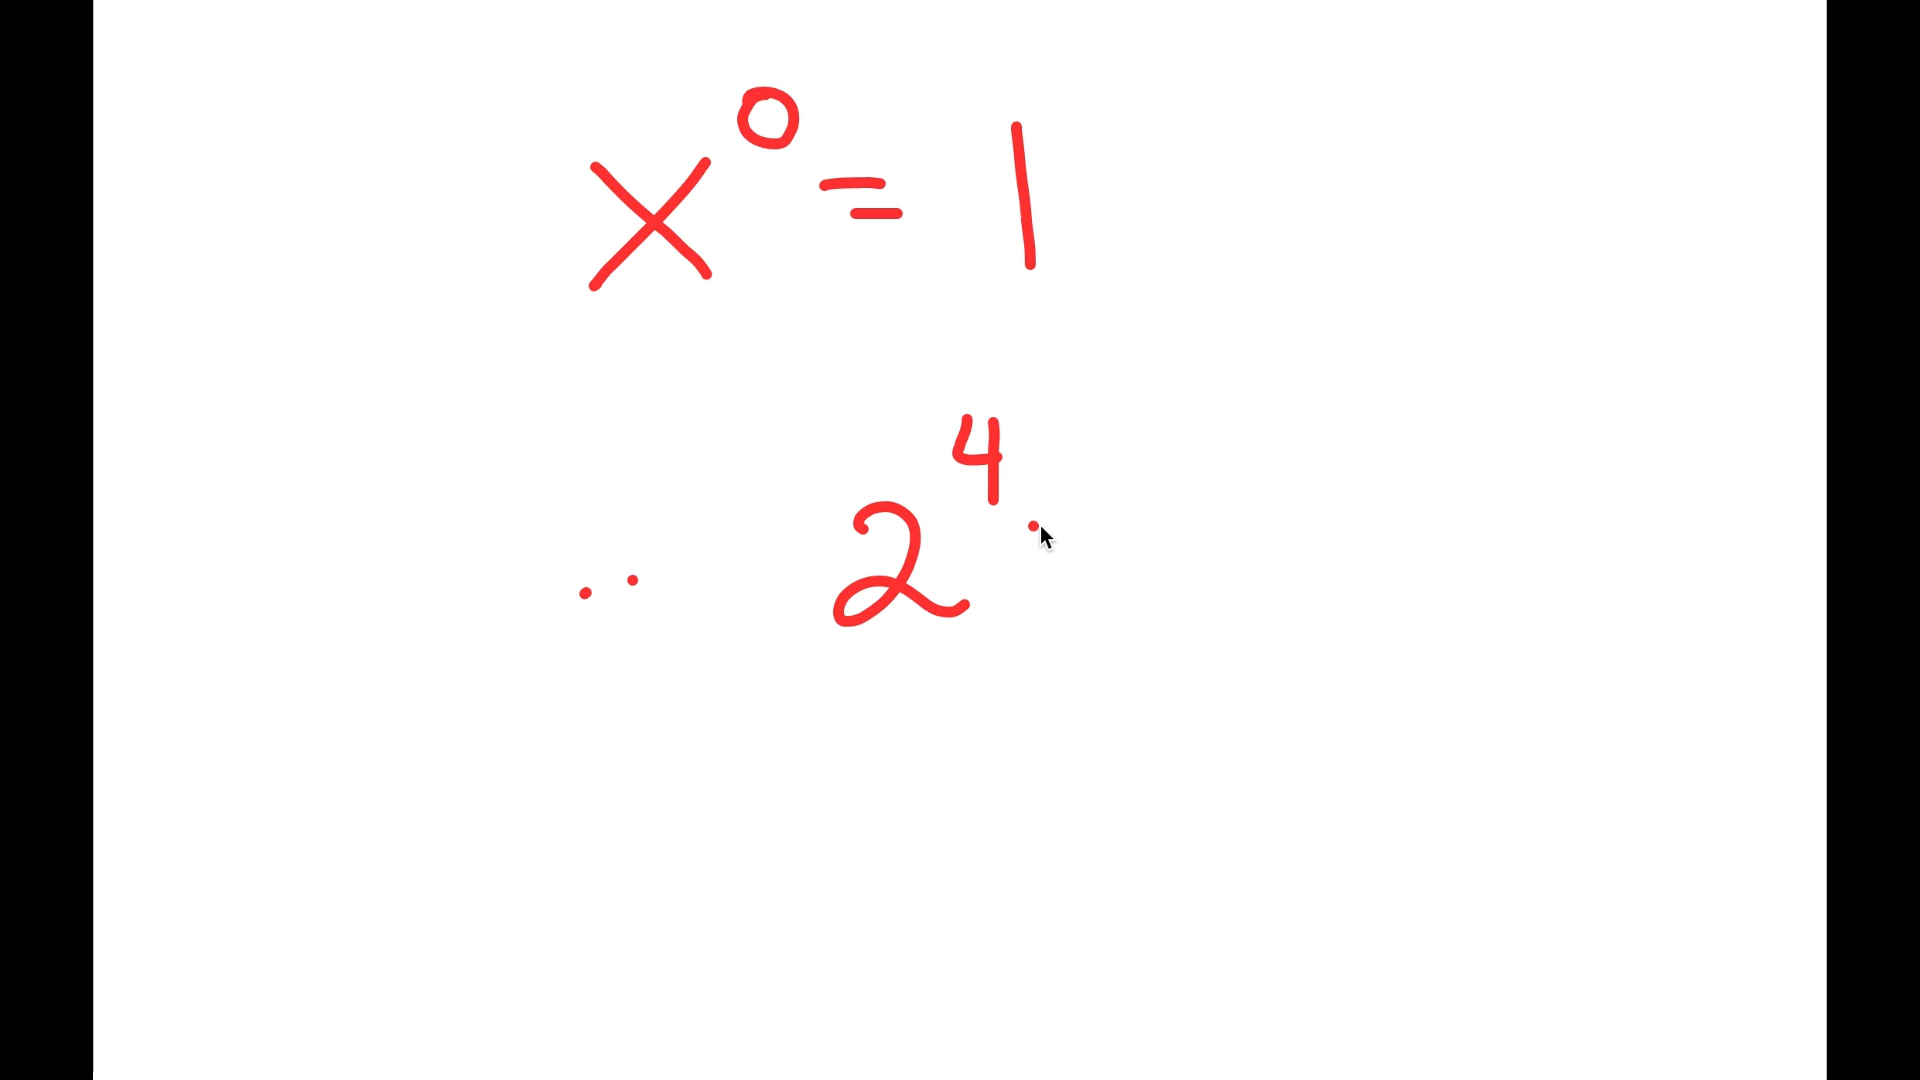 x⁰ = 1
2⁴